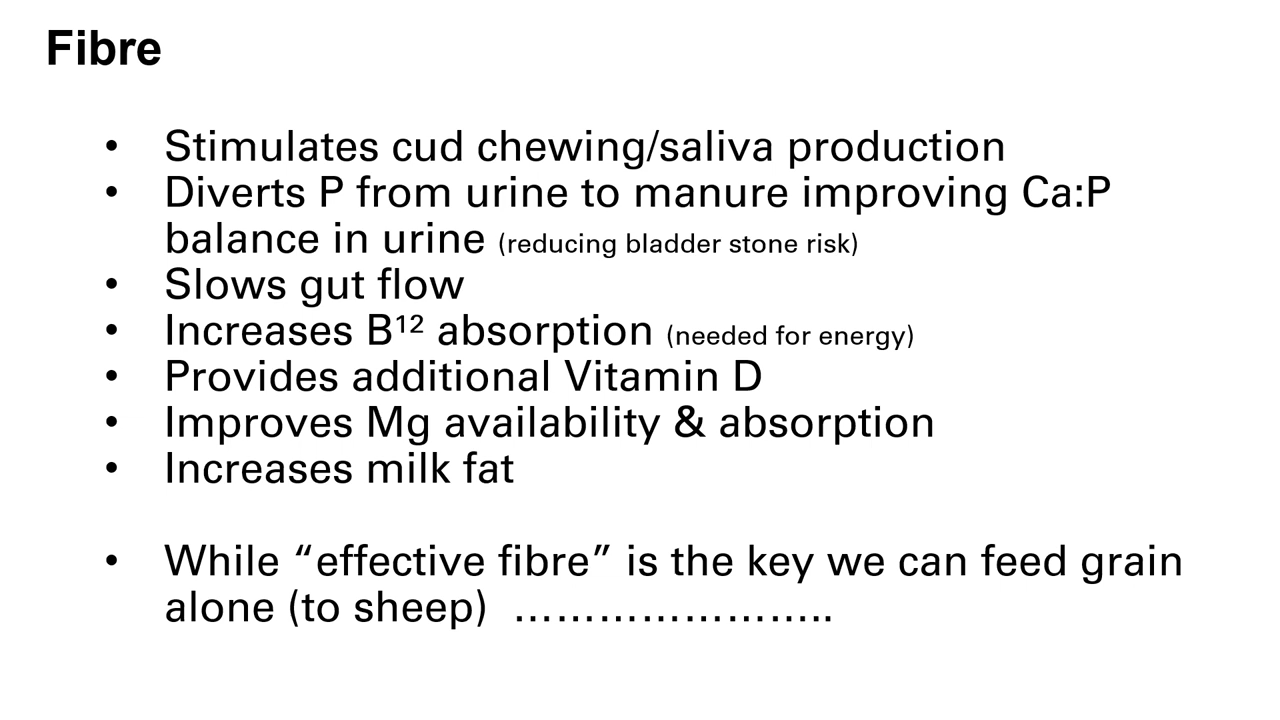 Fibre
• Stimulates cud chewing/saliva production
• Diverts P from urine to manure improving Ca:P
balance in urine (reducing bladder stone risk)
• Slows gut flow
• Increases B¹² absorption (needed for energy)
• Provides additional Vitamin D
• Improves Mg availability & absorption
• Increases milk fat
• While “effective fibre” is the key we can feed grain
alone (to sheep) …………………..